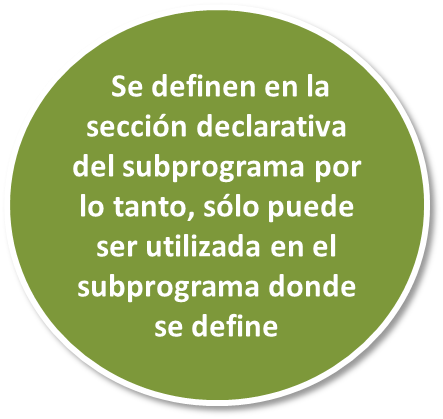 Se definen en la
sección declarativa
del subprograma por
lo tanto, sólo puede
ser utilizada en el
subprograma donde
se define